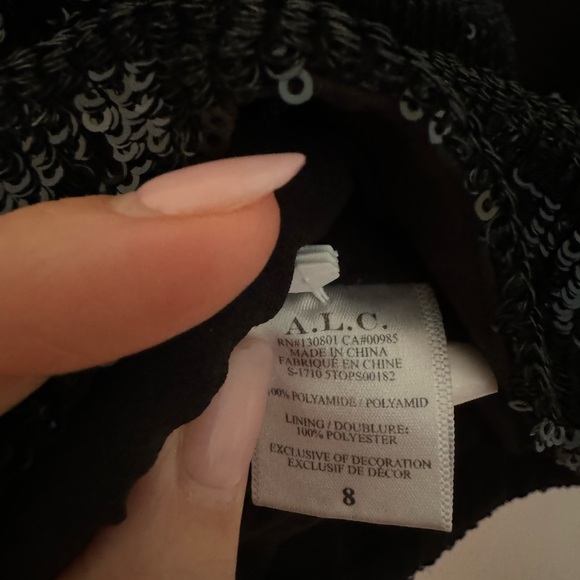 A.L.C.
RN#130801 CA#00985
MADE IN CHINA
FABRIQUÉ EN CHINE
S-1710 5TOPS00182
100% POLYAMIDE / POLYAMID
LINING / DOUBLURE:
100% POLYESTER
EXCLUSIVE OF DECORATION
EXCLUSIF DE DÉCOR
8